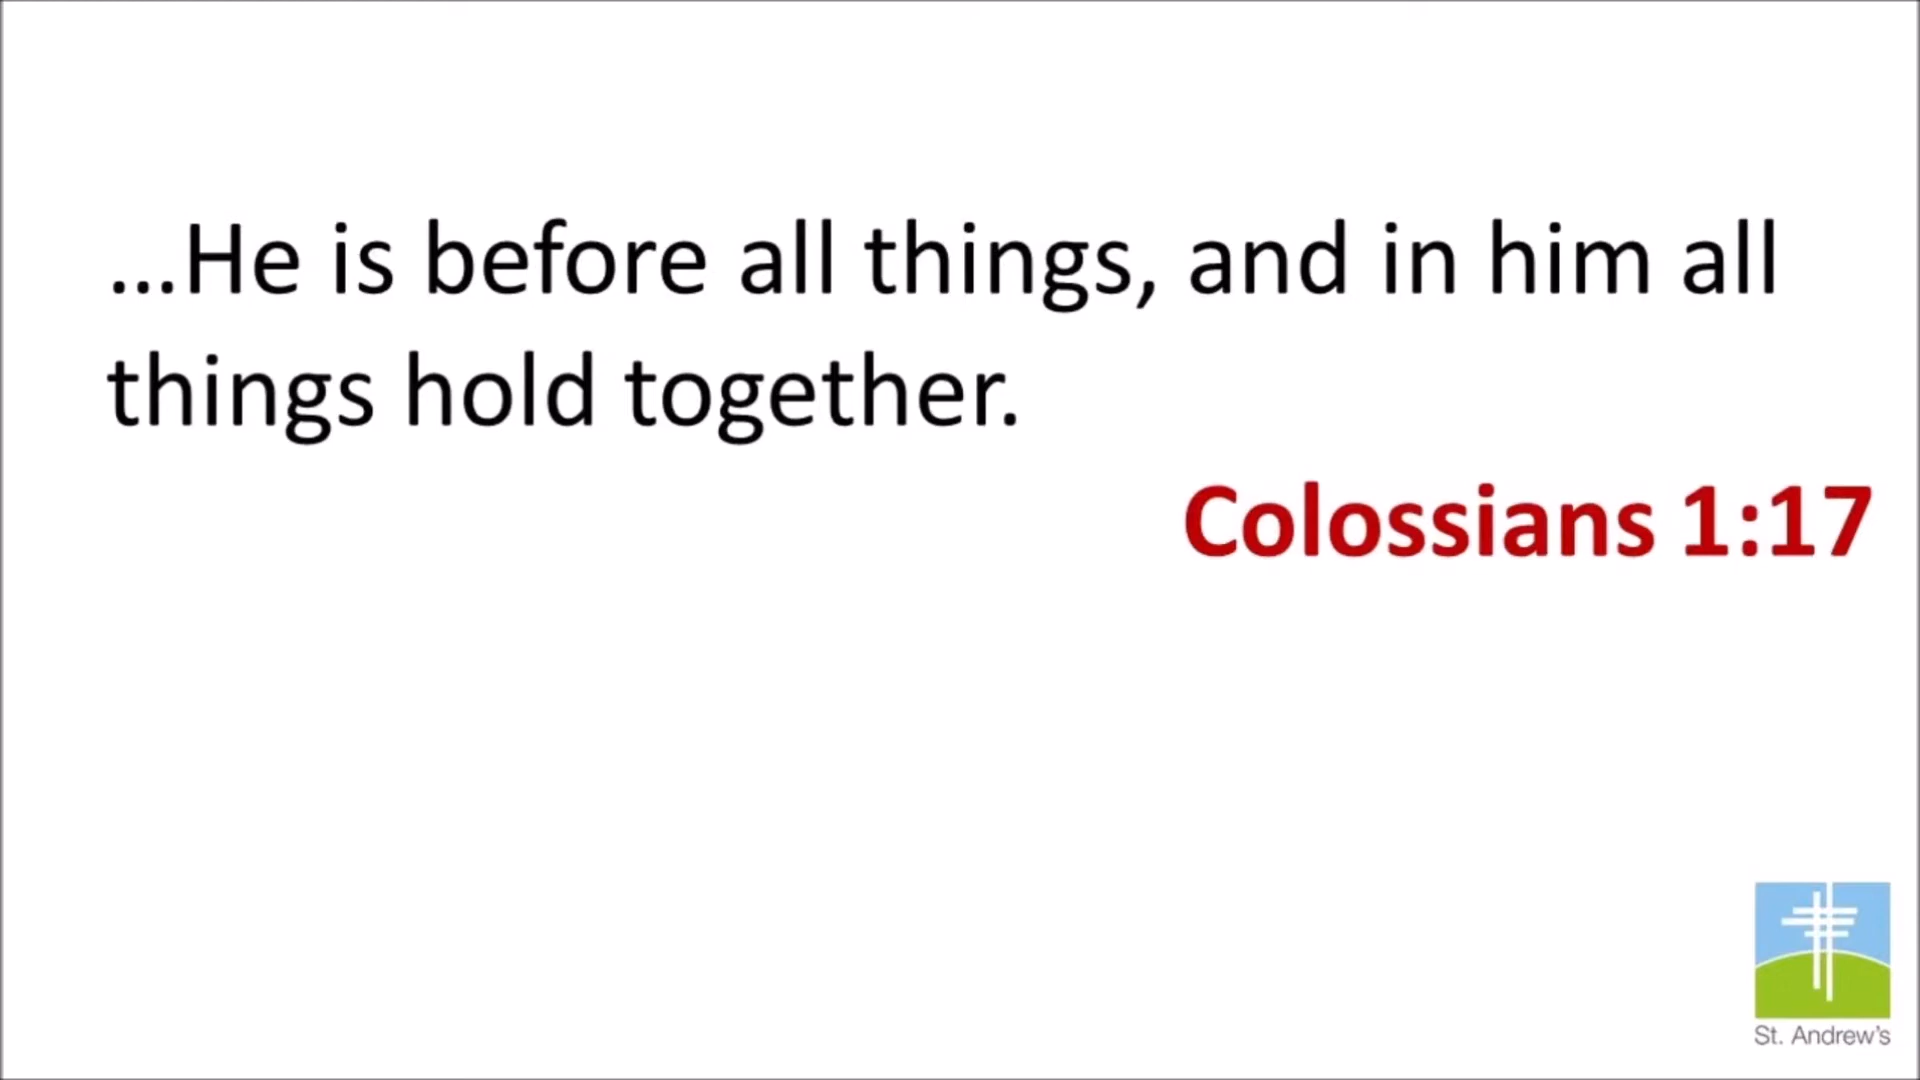 ...He is before all things, and in him all
things hold together.
Colossians 1:17
St. Andrew's